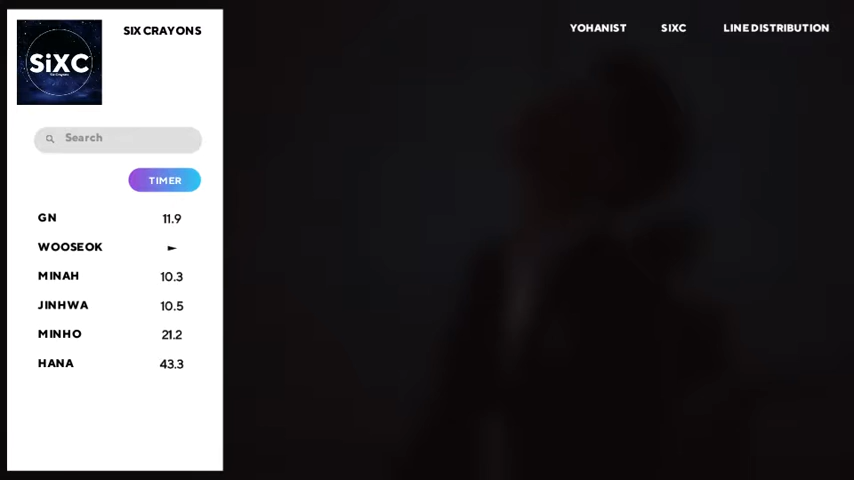 YOHANIST SIXC LINE DISTRIBUTION
SIX CRAYONS
SiXC
Search
TIMER
GN 11.9
WOOSEOK ►
MINAH 10.3
JINHWA 10.5
MINHO 21.2
HANA 43.3